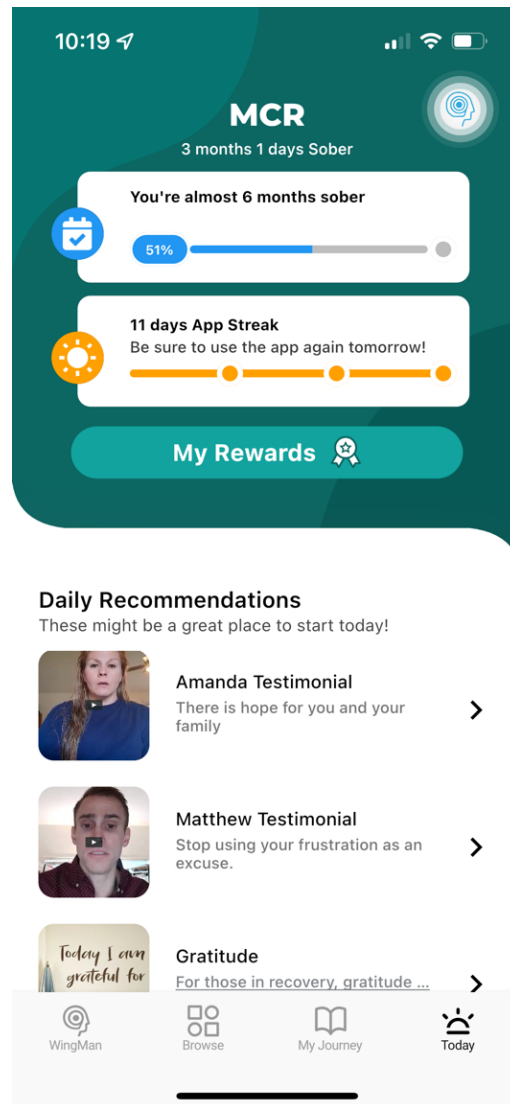 10:19
MCR
3 months 1 days Sober
You're almost 6 months sober
51%
11 days App Streak
Be sure to use the app again tomorrow!
My Rewards
Daily Recommendations
These might be a great place to start today!
Amanda Testimonial
There is hope for you and your
family
Matthew Testimonial
Stop using your frustration as an
excuse.
Today I am
grateful for
Gratitude
For those in recovery, gratitude ...
WingMan
Browse
My Journey
Today